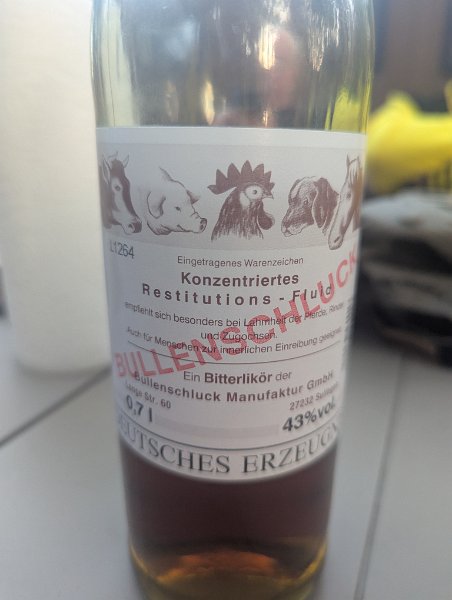 L1264
Eingetragenes Warenzeichen
Konzentriertes
Restitutions - Fluid
empfiehlt sich besonders bei Lahmheit der Pferde, Rinder
und Zugochsen.
Auch für Menschen zur innerlichen Einreibung geeignet.
BULLENSCHLUCK
Ein Bitterlikör der
Bullenschluck Manufaktur GmbH
Lange Str. 60
27232 Sulingen
0,7 l
43%vol
DEUTSCHES ERZEUGN